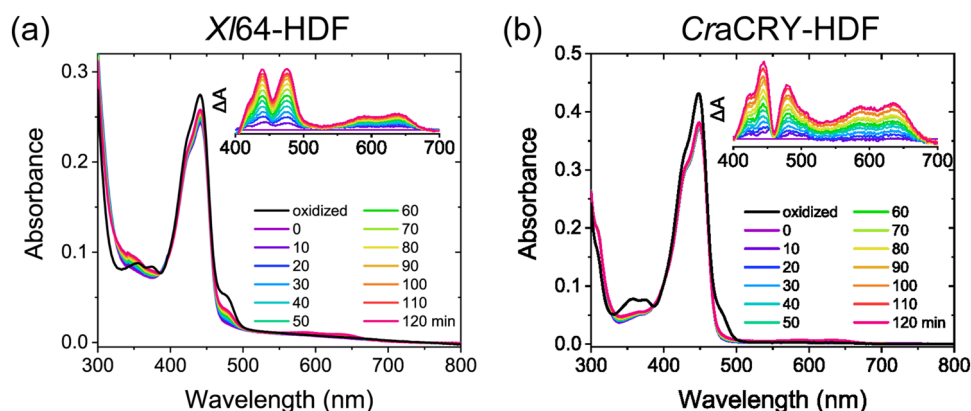 (a) Xl64-HDF
0.3
0.2
0.1
0.0
Absorbance
300 400 500 600 700 800
Wavelength (nm)
ΔA
400 500 600 700
oxidized 60
0 70
10 80
20 90
30 100
40 110
50 120 min
(b) CraCRY-HDF
0.5
0.4
0.3
0.2
0.1
0.0
Absorbance
300 400 500 600 700 800
Wavelength (nm)
ΔA
400 500 600 700
oxidized 60
0 70
10 80
20 90
30 100
40 110
50 120 min